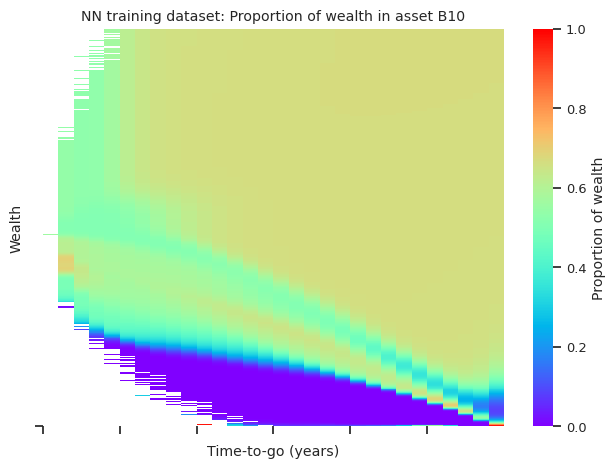 NN training dataset: Proportion of wealth in asset B10
1.0
0.8
0.6
0.4
0.2
0.0
Proportion of wealth
Wealth
Time-to-go (years)